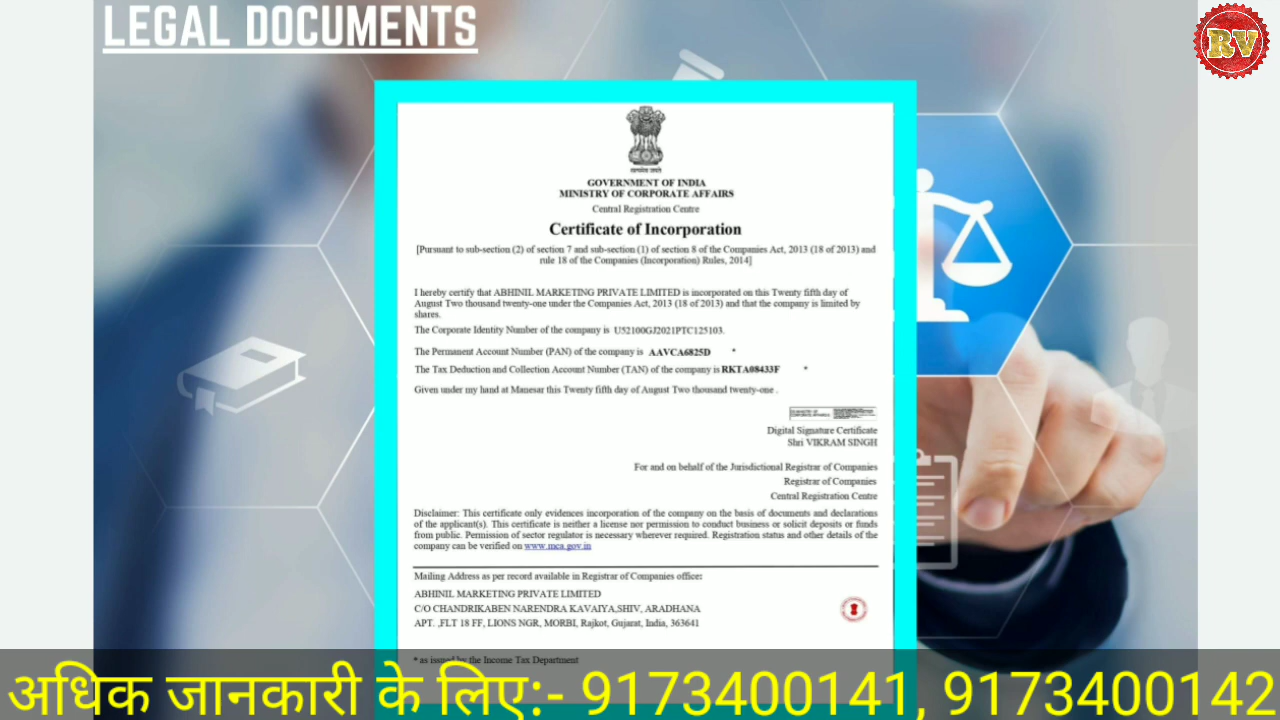 LEGAL DOCUMENTS
RV
सत्यमेव जयते
GOVERNMENT OF INDIA
MINISTRY OF CORPORATE AFFAIRS
Central Registration Centre
Certificate of Incorporation
[Pursuant to sub-section (2) of section 7 and sub-section (1) of section 8 of the Companies Act, 2013 (18 of 2013) and
rule 18 of the Companies (Incorporation) Rules, 2014]
I hereby certify that ABHINIL MARKETING PRIVATE LIMITED is incorporated on this Twenty fifth day of
August Two thousand twenty-one under the Companies Act, 2013 (18 of 2013) and that the company is limited by
shares.
The Corporate Identity Number of the company is U52100GJ2021PTC125103.
The Permanent Account Number (PAN) of the company is AAVCA6825D *
The Tax Deduction and Collection Account Number (TAN) of the company is RKTA08433F *
Given under my hand at Manesar this Twenty fifth day of August Two thousand twenty-one .
Digital Signature Certificate
Shri VIKRAM SINGH
For and on behalf of the Jurisdictional Registrar of Companies
Registrar of Companies
Central Registration Centre
Disclaimer: This certificate only evidences incorporation of the company on the basis of documents and declarations
of the applicant(s). This certificate is neither a license nor permission to conduct business or solicit deposits or funds
from public. Permission of sector regulator is necessary wherever required. Registration status and other details of the
company can be verified on www.mca.gov.in
Mailing Address as per record available in Registrar of Companies office:
ABHINIL MARKETING PRIVATE LIMITED
C/O CHANDRIKABEN NARENDRA KAVAIYA,SHIV, ARADHANA
APT. ,FLT 18 FF, LIONS NGR, MORBI, Rajkot, Gujarat, India, 363641
* as issued by the Income Tax Department
अधिक जानकारी के लिए:- 9173400141, 9173400142